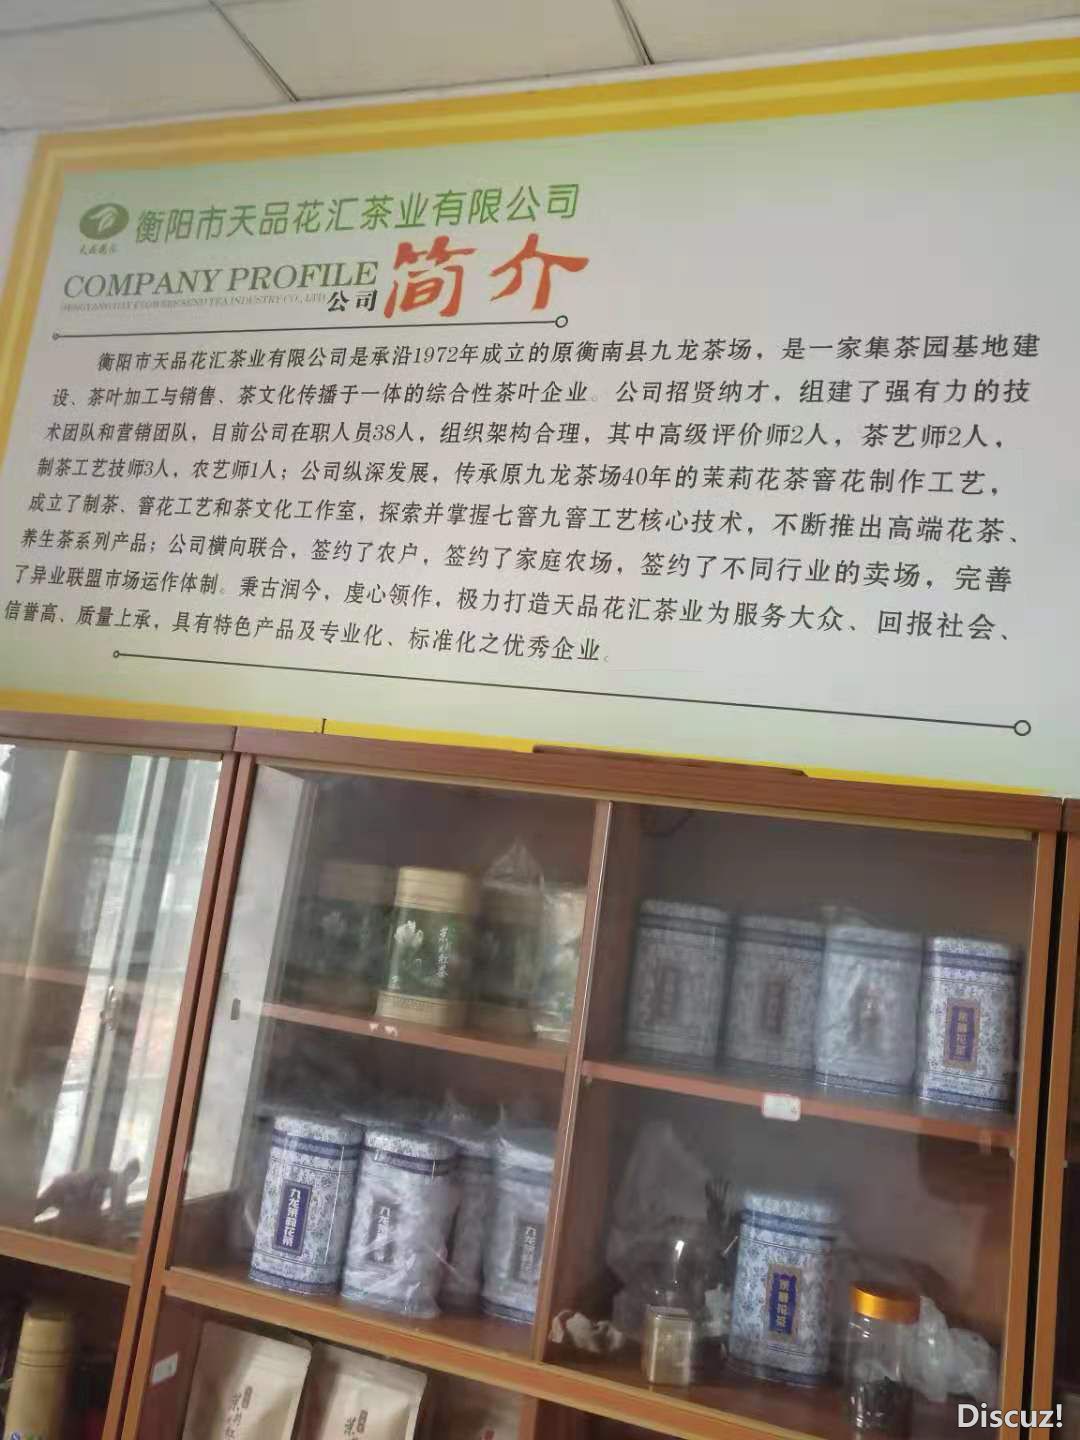 天品花汇
衡阳市天品花汇茶业有限公司
COMPANY PROFILE
公司简介
衡阳市天品花汇茶业有限公司是承沿1972年成立的原衡南县九龙茶场，是一家集茶园基地建
设、茶叶加工与销售、茶文化传播于一体的综合性茶叶企业。公司招贤纳才，组建了强有力的技
术团队和营销团队，目前公司在职人员38人，组织架构合理，其中高级评价师2人，茶艺师2人，
制茶工艺技师3人，农艺师1人；公司纵深发展，传承原九龙茶场40年的茉莉花茶窨花制作工艺，
成立了制茶、窨花工艺和茶文化工作室，探索并掌握七窨九窨工艺核心技术，不断推出高端花茶、
养生茶系列产品；公司横向联合，签约了农户，签约了家庭农场，签约了不同行业的卖场，完善
了异业联盟市场运作体制。秉古润今，虔心领作，极力打造天品花汇茶业为服务大众、回报社会、
信誉高、质量上承，具有特色产品及专业化、标准化之优秀企业。
九龙茉莉花茶
Discuz!